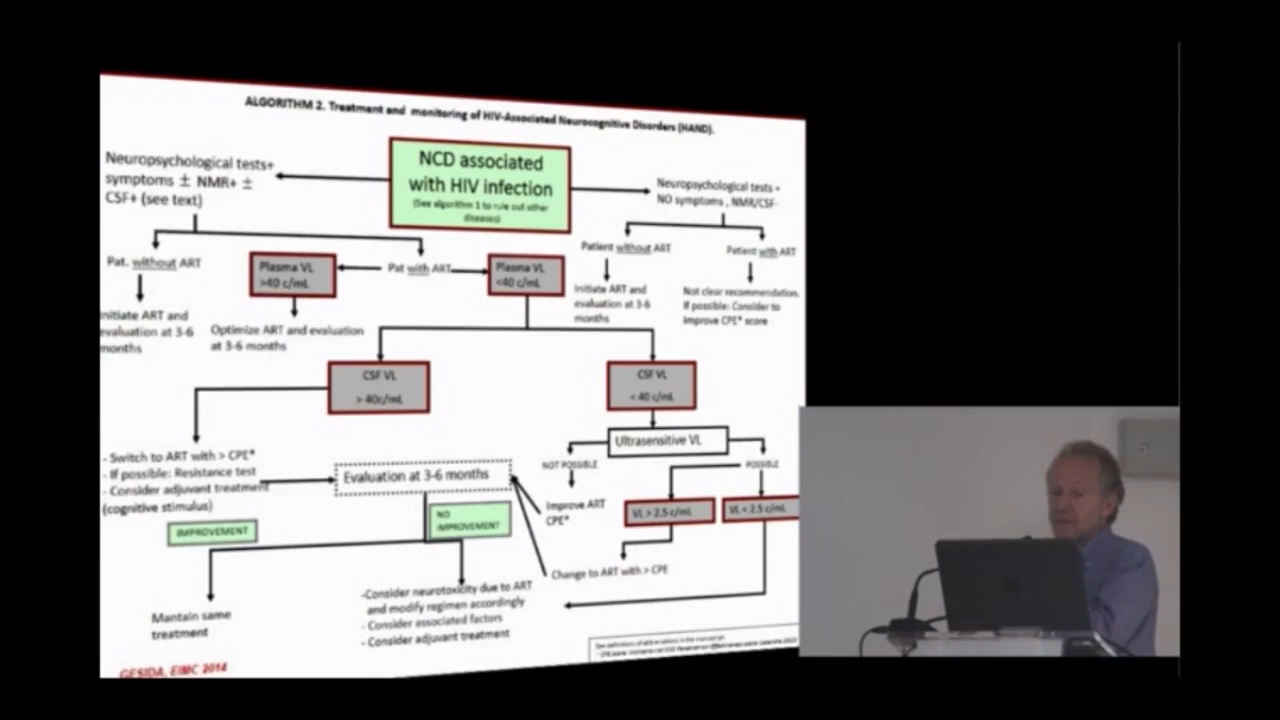 ALGORITHM 2. Treatment and monitoring of HIV-Associated Neurocognitive Disorders (HAND).
NCD associated
with HIV infection
(See algorithm 1 to rule out other
diseases)
Neuropsychological tests+
symptoms ± NMR+ ±
CSF+ (see text)
Neuropsychological tests +
NO symptoms , NMR/CSF-
Pat. without ART
Plasma VL
>40 c/mL
Pat with ART
Plasma VL
<40 c/mL
Patient without ART
Patient with ART
Initiate ART and
evaluation at 3-6
months
Optimize ART and evaluation
at 3-6 months
Initiate ART and
evaluation at 3-6
months
Not clear recommendation.
If possible: Consider to
improve CPE* score
CSF VL
> 40c/mL
CSF VL
< 40 c/mL
Ultrasensitive VL
NOT POSSIBLE
POSSIBLE
- Switch to ART with > CPE*
- If possible: Resistance test
- Consider adjuvant treatment
(cognitive stimulus)
Evaluation at 3-6 months
Improve ART
CPE*
VL > 2.5 c/mL
VL < 2.5 c/mL
IMPROVEMENT
NO
IMPROVEMENT
Change to ART with > CPE
Mantain same
treatment
-Consider neurotoxicity due to ART
and modify regimen accordingly
- Consider associated factors
- Consider adjuvant treatment
See definitions of abbreviations in the manuscript
GESIDA, EIMC 2014